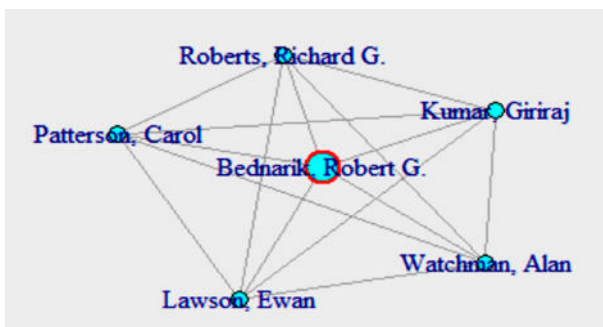 Roberts, Richard G.
Kumar, Giriraj
Patterson, Carol
Bednarik, Robert G.
Watchman, Alan
Lawson, Ewan